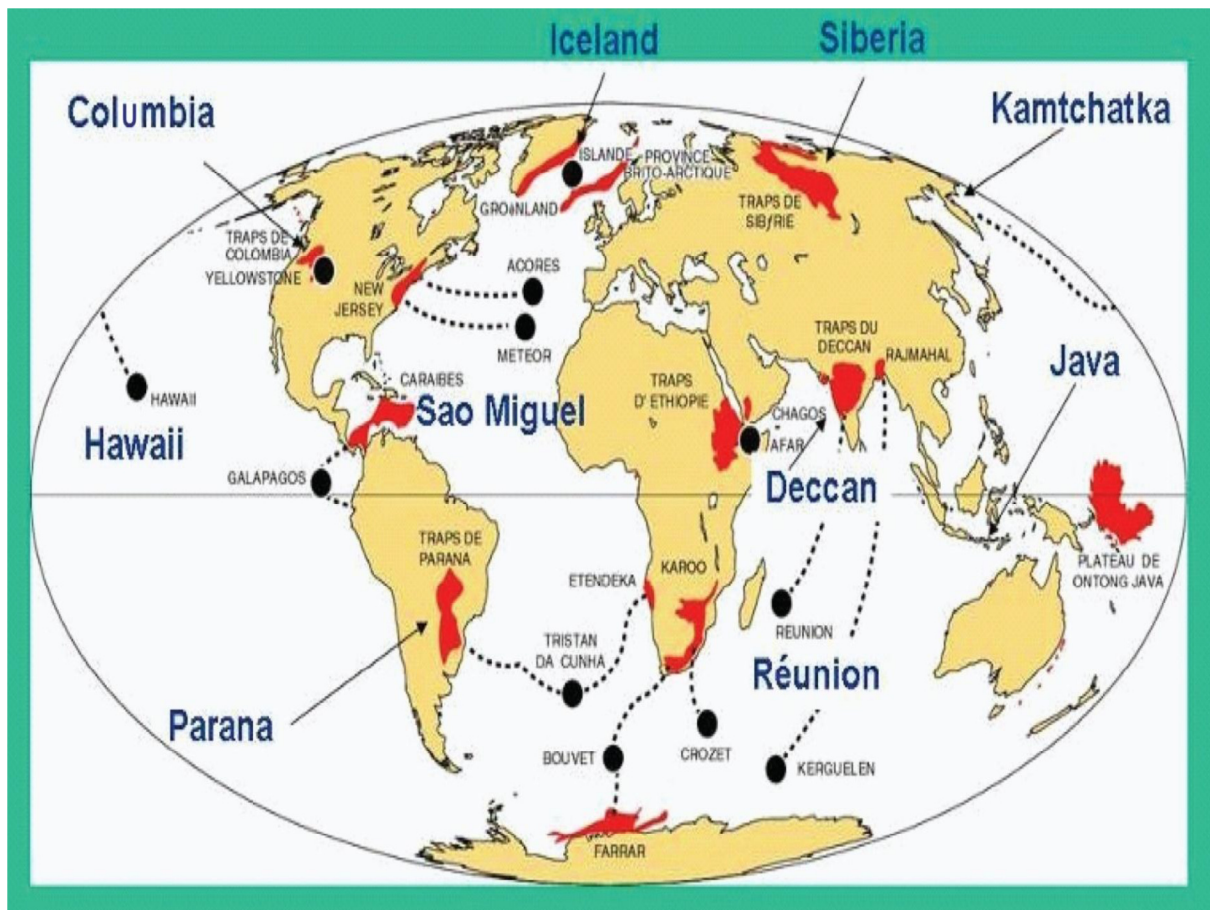 Iceland
Siberia
Columbia
Kamtchatka
ISLANDE
PROVINCE
BRITO-ARCTIQUE
GROèNLAND
TRAPS DE
SIBƒRIE
TRAPS DE
COLOMBIA
YELLOWSTONE
NEW
JERSEY
ACORES
METEOR
TRAPS DU
DECCAN
RAJMAHAL
Java
HAWAII
Hawaii
CARAIBES
Sao Miguel
TRAPS
D' ETHIOPIE
CHAGOS
AFAR
GALAPAGOS
Deccan
TRAPS DE
PARANA
ETENDEKA
KAROO
PLATEAU DE
ONTONG JAVA
REUNION
TRISTAN
DA CUNHA
Réunion
Parana
BOUVET
CROZET
KERGUELEN
FARRAR